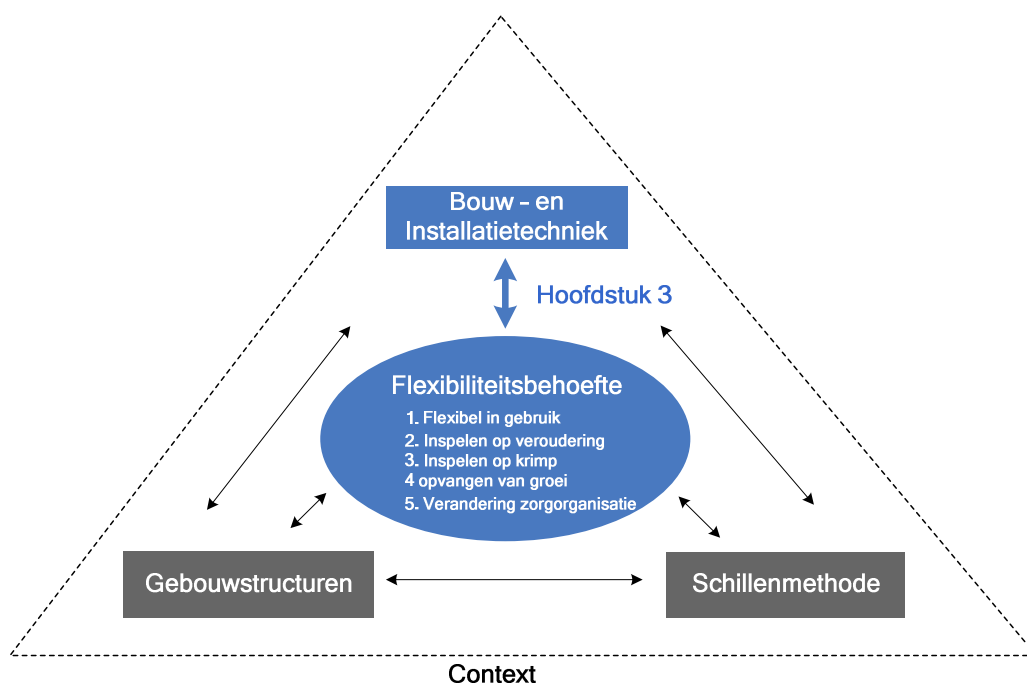 Bouw – en
Installatietechniek
Hoofdstuk 3
Flexibiliteitsbehoefte
1. Flexibel in gebruik
2. Inspelen op veroudering
3. Inspelen op krimp
4 opvangen van groei
5. Verandering zorgorganisatie
Gebouwstructuren
Schillenmethode
Context